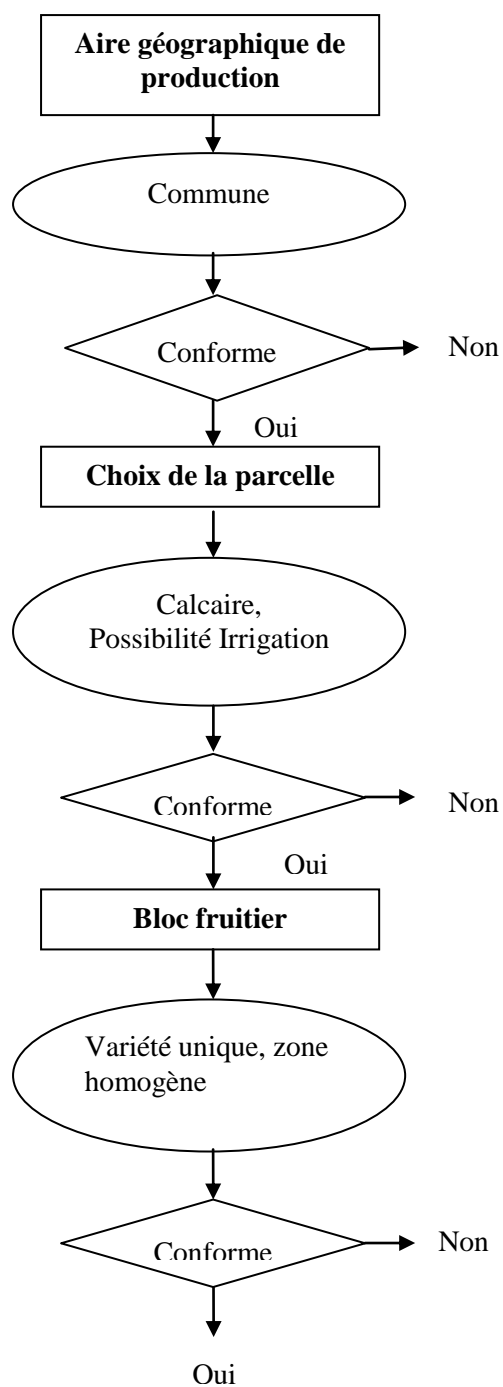 Aire géographique de
production
Commune
Conforme
Non
Oui
Choix de la parcelle
Calcaire,
Possibilité Irrigation
Conforme
Non
Oui
Bloc fruitier
Variété unique, zone
homogène
Conforme
Non
Oui